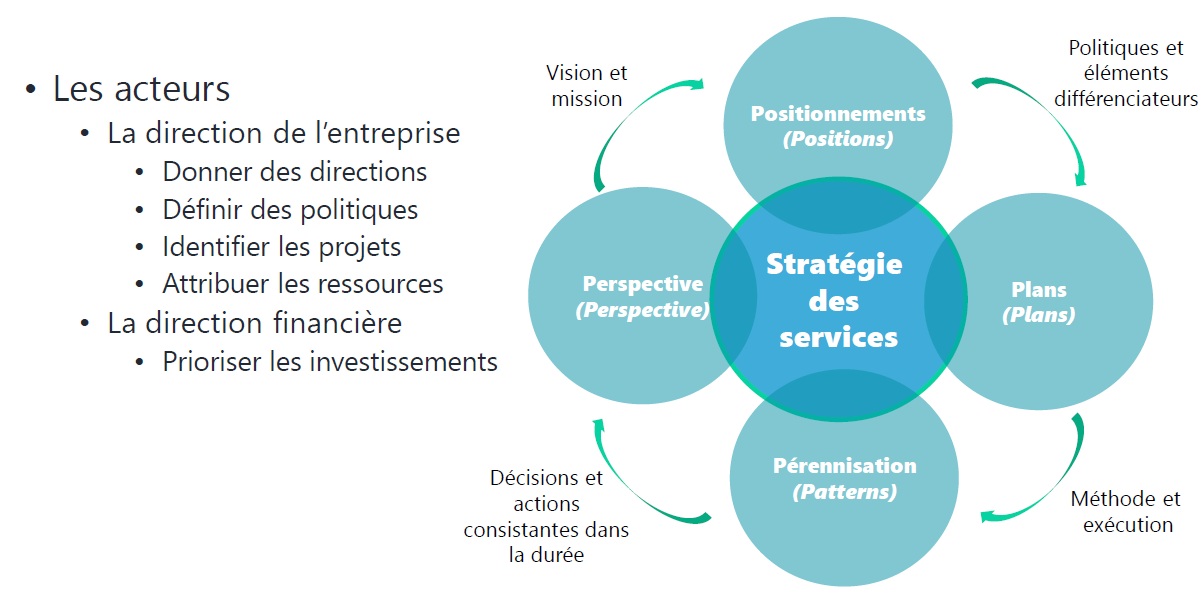 • Les acteurs
• La direction de l’entreprise
• Donner des directions
• Définir des politiques
• Identifier les projets
• Attribuer les ressources
• La direction financière
• Prioriser les investissements
Vision et
mission
Positionnements
(Positions)
Politiques et
éléments
différenciateurs
Perspective
(Perspective)
Stratégie
des
services
Plans
(Plans)
Pérennisation
(Patterns)
Décisions et
actions
consistantes dans
la durée
Méthode et
exécution